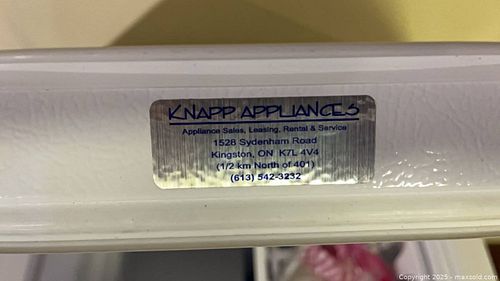 KNAPP APPLIANCES
Appliance Sales, Leasing, Rental & Service
1528 Sydenham Road
Kingston, ON K7L 4V4
(1/2 km North of 401)
(613) 542-3232
Copyright 2025 - maxsold.com